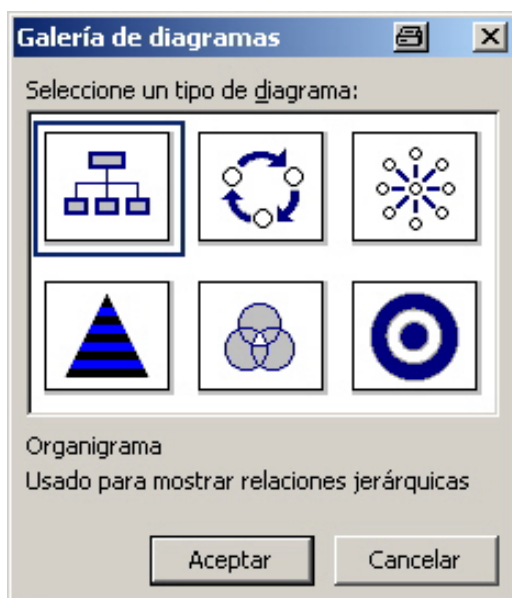 Galería de diagramas
Seleccione un tipo de diagrama:
Organigrama
Usado para mostrar relaciones jerárquicas
Aceptar
Cancelar